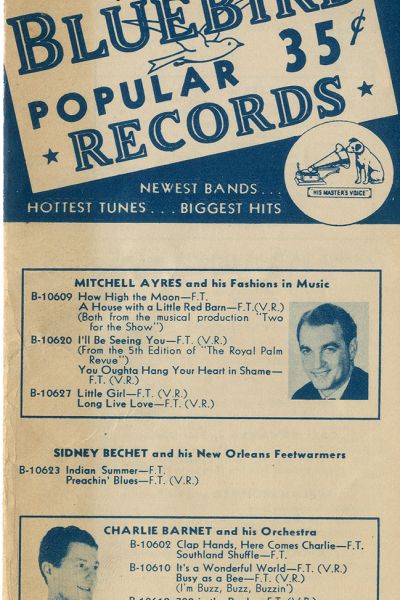 BLUEBIRD
POPULAR 35¢
RECORDS
"HIS MASTER'S VOICE"
NEWEST BANDS...
HOTTEST TUNES...BIGGEST HITS
MITCHELL AYRES and his Fashions in Music
B-10609 How High the Moon—F.T.
A House with a Little Red Barn—F.T.(V.R.)
(Both from the musical production "Two
for the Show")
B-10620 I'll Be Seeing You—F.T. (V.R.)
(From the 5th Edition of "The Royal Palm
Revue")
You Oughta Hang Your Heart in Shame—
F.T. (V.R.)
B-10627 Little Girl—F.T. (V.R.)
Long Live Love—F.T. (V.R.)
SIDNEY BECHET and his New Orleans Feetwarmers
B-10623 Indian Summer—F.T.
Preachin' Blues—F.T. (V.R.)
CHARLIE BARNET and his Orchestra
B-10602 Clap Hands, Here Comes Charlie—F.T.
Southland Shuffle—F.T.
B-10610 It's a Wonderful World—F.T. (V.R.)
Busy as a Bee—F.T. (V.R.)
(I'm Buzz, Buzz, Buzzin')